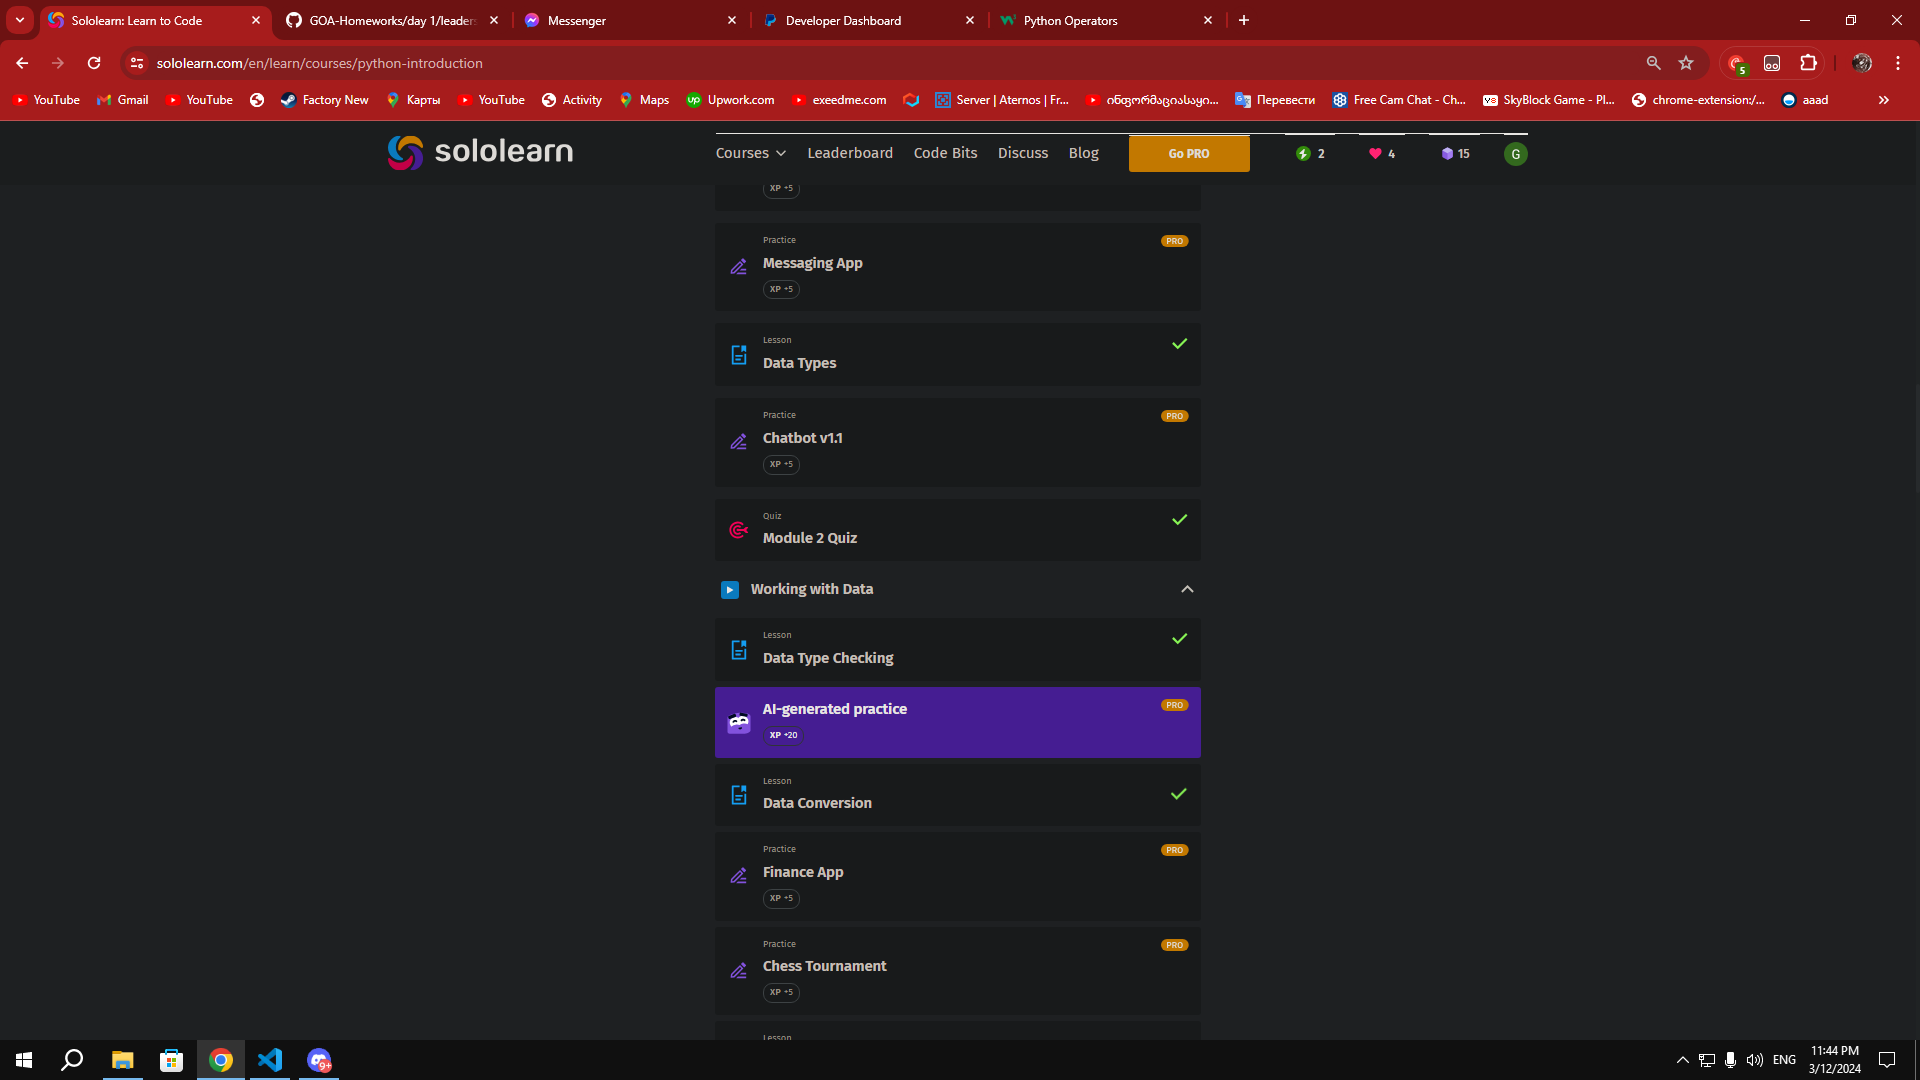 Sololearn: Learn to Code
GOA-Homeworks/day 1/leaders
Messenger
Developer Dashboard
Python Operators
sololearn.com/en/learn/courses/python-introduction
5
YouTube
Gmail
YouTube
Factory New
Карты
YouTube
Activity
Maps
Upwork.com
exeedme.com
Server | Aternos | Fr...
ინფორმაციასაყი...
Перевести
Free Cam Chat - Ch...
SkyBlock Game - Pl...
chrome-extension:/...
aaad
sololearn
Courses
Leaderboard
Code Bits
Discuss
Blog
Go PRO
2
4
15
G
XP +5
Practice
PRO
Messaging App
XP +5
Lesson
Data Types
Practice
PRO
Chatbot v1.1
XP +5
Quiz
Module 2 Quiz
Working with Data
Lesson
Data Type Checking
AI-generated practice
PRO
XP +20
Lesson
Data Conversion
Practice
PRO
Finance App
XP +5
Practice
PRO
Chess Tournament
XP +5
Lesson
9+
ENG
11:44 PM
3/12/2024